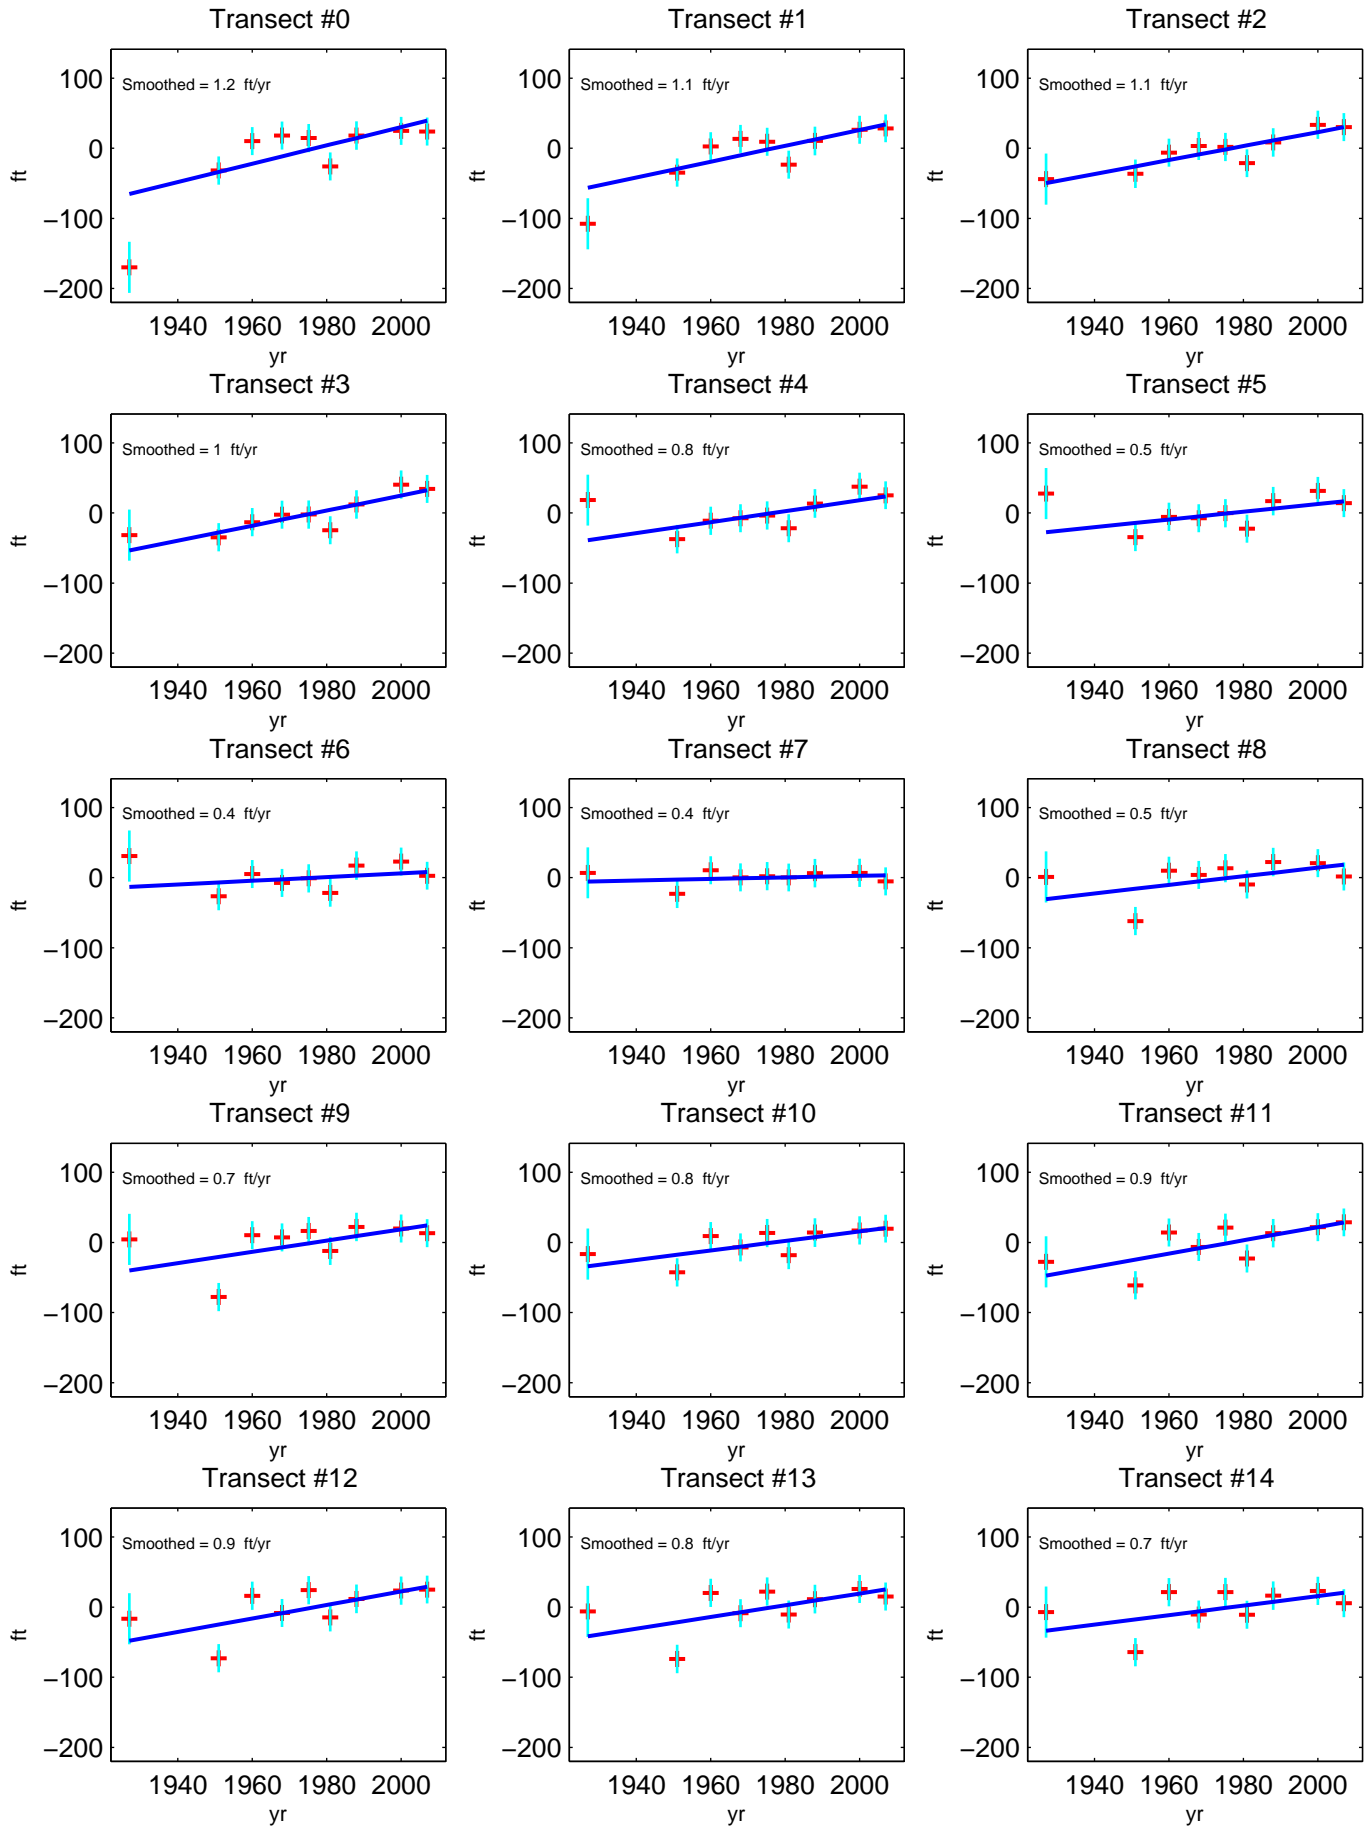 Transect #0
Transect #1
Transect #2
Smoothed = 1.2 ft/yr
Smoothed = 1.1 ft/yr
Smoothed = 1.1 ft/yr
100
0
−100
−200
ft
1940 1960 1980 2000
yr
100
0
−100
−200
ft
1940 1960 1980 2000
yr
100
0
−100
−200
ft
1940 1960 1980 2000
yr
Transect #3
Transect #4
Transect #5
Smoothed = 1 ft/yr
Smoothed = 0.8 ft/yr
Smoothed = 0.5 ft/yr
100
0
−100
−200
ft
1940 1960 1980 2000
yr
100
0
−100
−200
ft
1940 1960 1980 2000
yr
100
0
−100
−200
ft
1940 1960 1980 2000
yr
Transect #6
Transect #7
Transect #8
Smoothed = 0.4 ft/yr
Smoothed = 0.4 ft/yr
Smoothed = 0.5 ft/yr
100
0
−100
−200
ft
1940 1960 1980 2000
yr
100
0
−100
−200
ft
1940 1960 1980 2000
yr
100
0
−100
−200
ft
1940 1960 1980 2000
yr
Transect #9
Transect #10
Transect #11
Smoothed = 0.7 ft/yr
Smoothed = 0.8 ft/yr
Smoothed = 0.9 ft/yr
100
0
−100
−200
ft
1940 1960 1980 2000
yr
100
0
−100
−200
ft
1940 1960 1980 2000
yr
100
0
−100
−200
ft
1940 1960 1980 2000
yr
Transect #12
Transect #13
Transect #14
Smoothed = 0.9 ft/yr
Smoothed = 0.8 ft/yr
Smoothed = 0.7 ft/yr
100
0
−100
−200
ft
1940 1960 1980 2000
yr
100
0
−100
−200
ft
1940 1960 1980 2000
yr
100
0
−100
−200
ft
1940 1960 1980 2000
yr